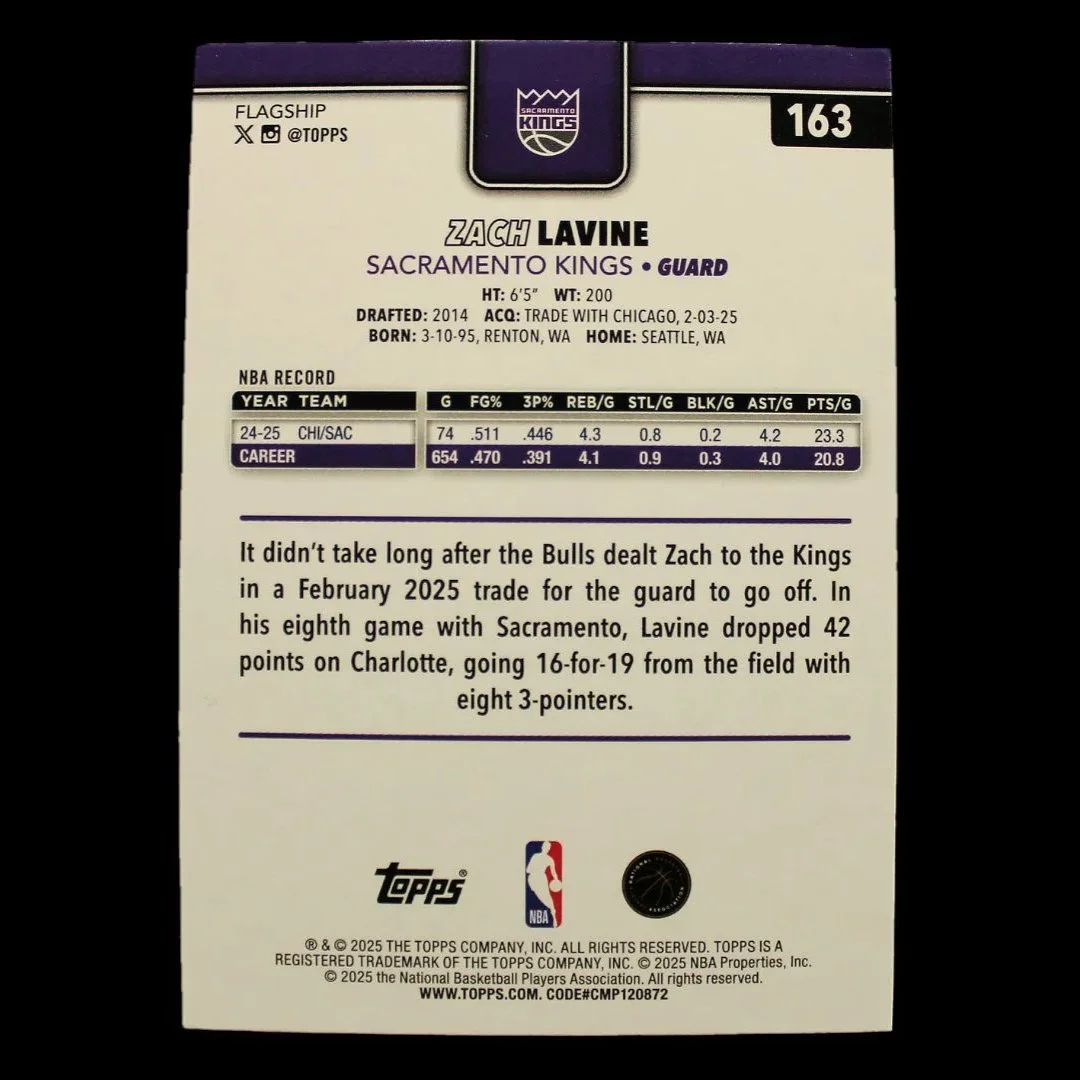 FLAGSHIP
@TOPPS
SACRAMENTO
KINGS
163
ZACH LAVINE
SACRAMENTO KINGS • GUARD
HT: 6'5" WT: 200
DRAFTED: 2014 ACQ: TRADE WITH CHICAGO, 2-03-25
BORN: 3-10-95, RENTON, WA HOME: SEATTLE, WA
NBA RECORD
YEAR TEAM G FG% 3P% REB/G STL/G BLK/G AST/G PTS/G
24-25 CHI/SAC 74 .511 .446 4.3 0.8 0.2 4.2 23.3
CAREER 654 .470 .391 4.1 0.9 0.3 4.0 20.8
It didn't take long after the Bulls dealt Zach to the Kings
in a February 2025 trade for the guard to go off. In
his eighth game with Sacramento, Lavine dropped 42
points on Charlotte, going 16-for-19 from the field with
eight 3-pointers.
Topps®
NBA
® & © 2025 THE TOPPS COMPANY, INC. ALL RIGHTS RESERVED. TOPPS IS A
REGISTERED TRADEMARK OF THE TOPPS COMPANY, INC. © 2025 NBA Properties, Inc.
© 2025 the National Basketball Players Association. All rights reserved.
WWW.TOPPS.COM. CODE#CMP120872